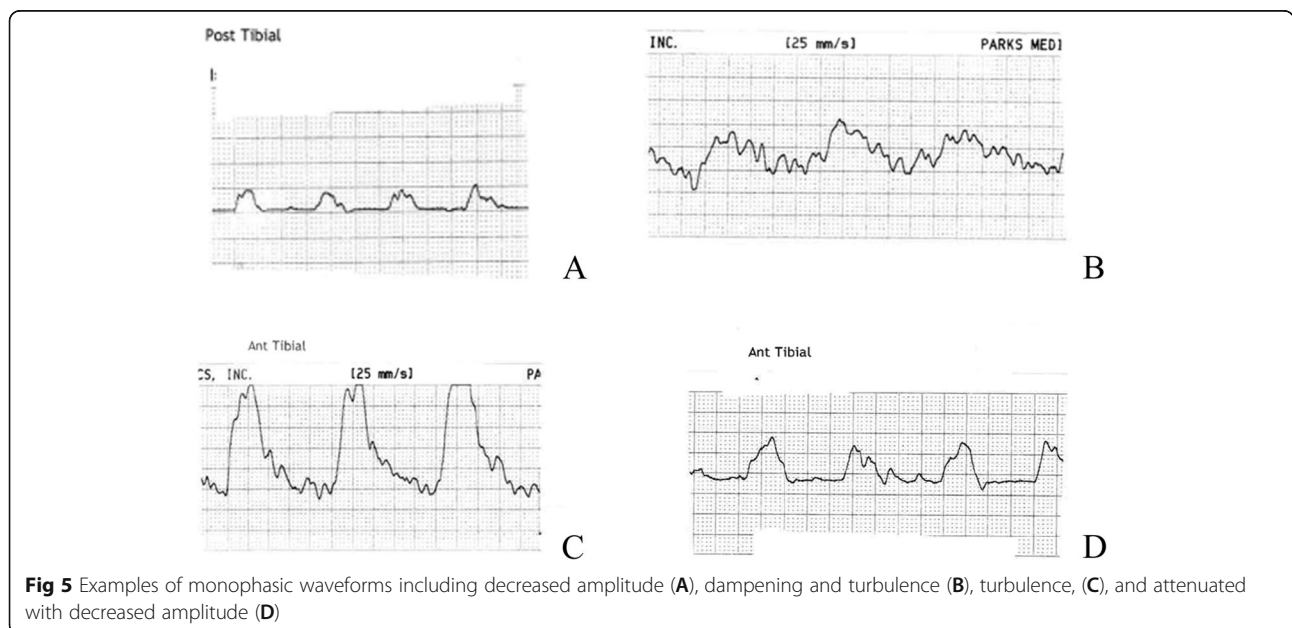 Post Tibial
INC. [25 mm/s] PARKS MEDI
A
B
Ant Tibial
CS, INC. [25 mm/s] PA
Ant Tibial
C
D
Fig 5 Examples of monophasic waveforms including decreased amplitude (A), dampening and turbulence (B), turbulence, (C), and attenuated
with decreased amplitude (D)